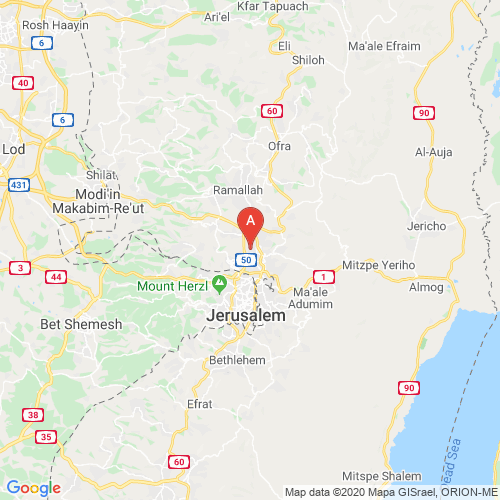 Kfar Tapuach
Ari'el
Rosh Haayin
6
Eli
Ma'ale Efraim
Shiloh
40
60
90
6
Lod
Ofra
Al-Auja
Shilat
431
Ramallah
Modi'in
Makabim-Re'ut
A
Jericho
50
3
44
1
Mitzpe Yeriho
Mount Herzl
Almog
Ma'ale
Adumim
Jerusalem
Bet Shemesh
Bethlehem
90
Efrat
38
35
60
Dead Sea
Mitspe Shalem
Google
Map data ©2020 Mapa GISrael, ORION-ME